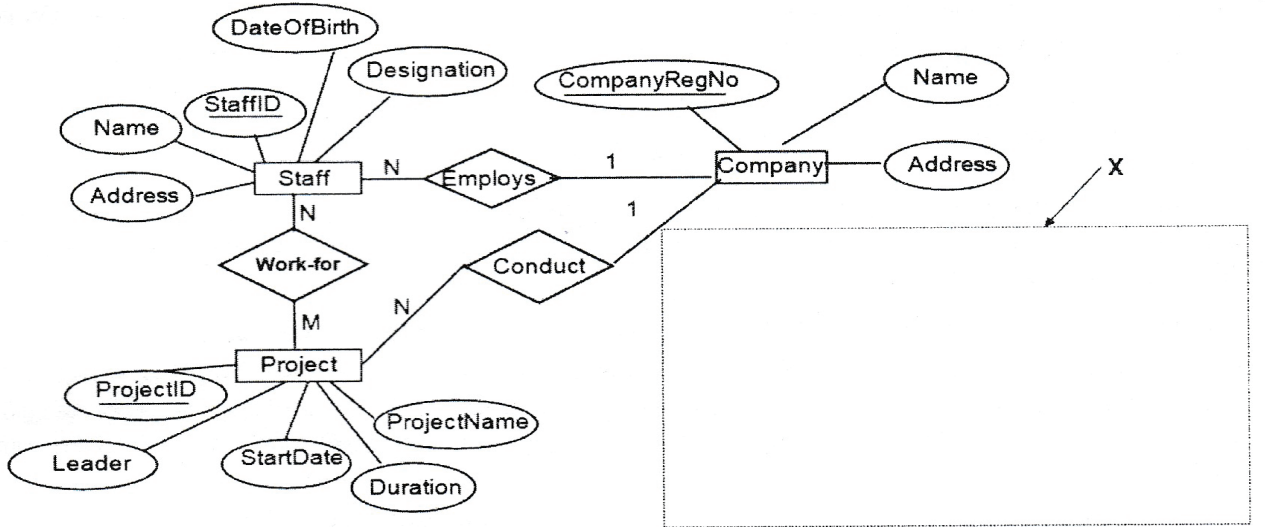 DateOfBirth
Designation
CompanyRegNo
Name
StaffID
Name
Address
Staff
N
Employs
1
Company
Address
X
N
1
Work-for
Conduct
N
M
Project
ProjectID
ProjectName
Leader
StartDate
Duration